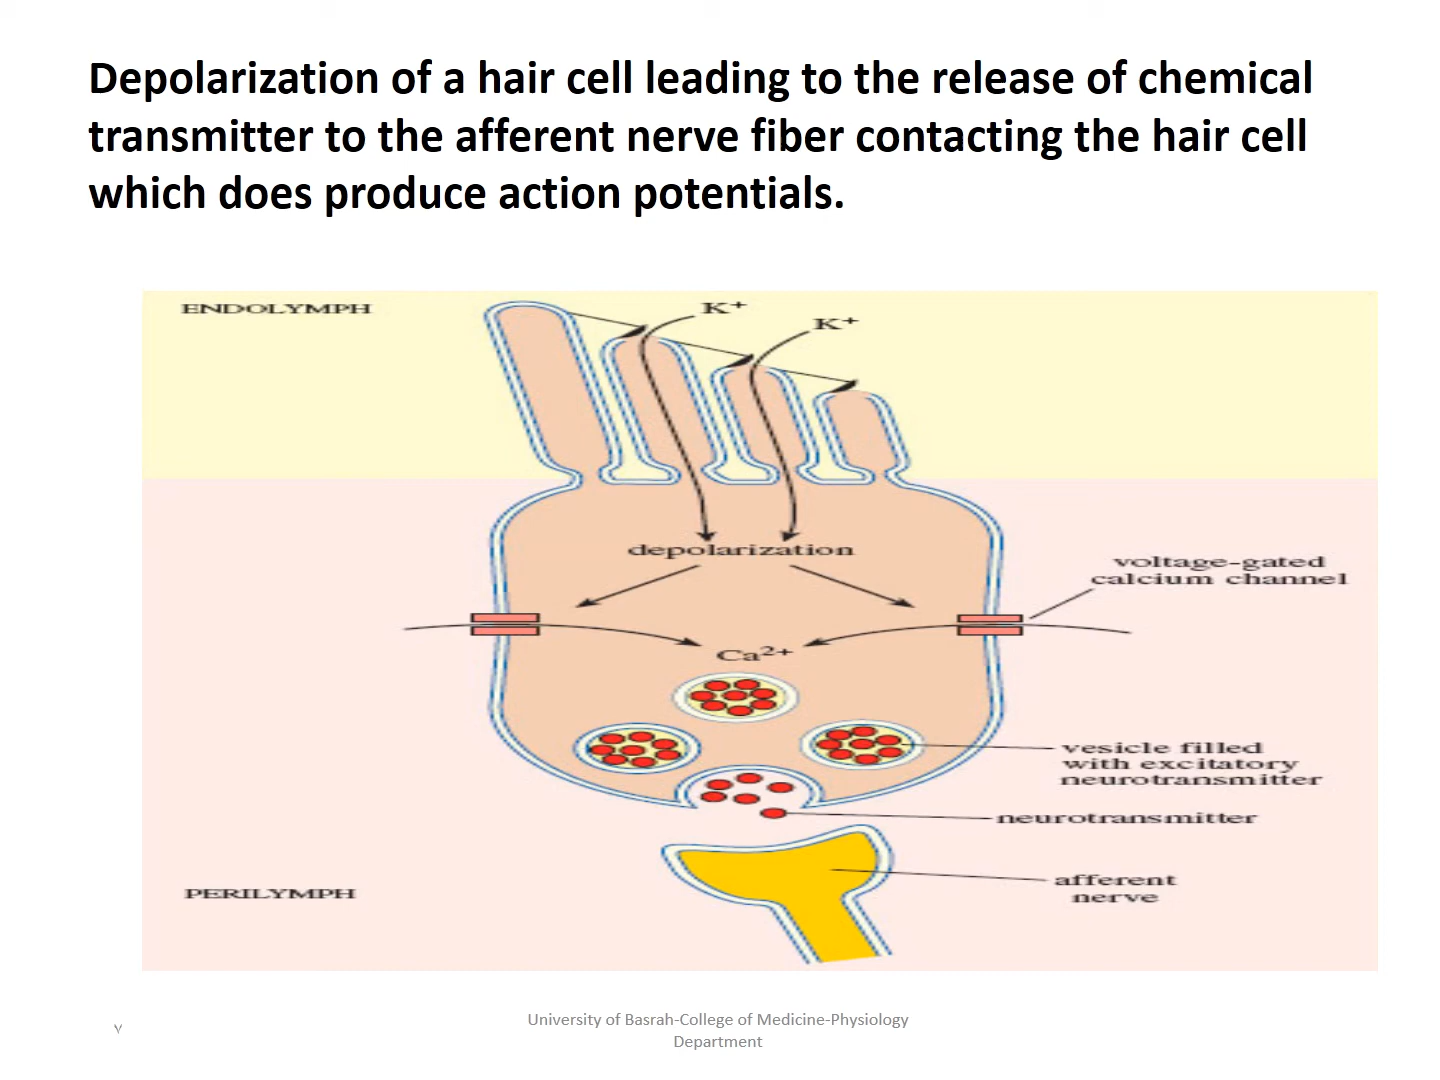 Depolarization of a hair cell leading to the release of chemical
transmitter to the afferent nerve fiber contacting the hair cell
which does produce action potentials.
ENDOLYMPH
K+
K+
depolarization
voltage-gated
calcium channel
Ca2+
vesicle filled
with excitatory
neurotransmitter
neurotransmitter
afferent
nerve
PERILYMPH
٧
University of Basrah-College of Medicine-Physiology
Department